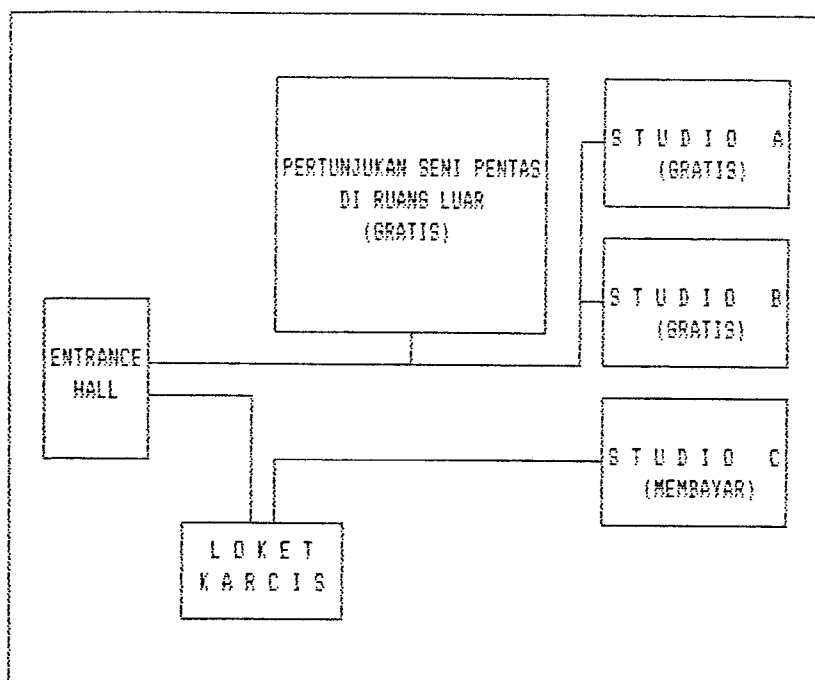 PERTUNJUKAN SENI PENTAS
DI RUANG LUAR
(GRATIS)
S T U D I O A
(GRATIS)
S T U D I O B
(GRATIS)
ENTRANCE
HALL
S T U D I O C
(MEMBAYAR)
L O K E T
K A R C I S